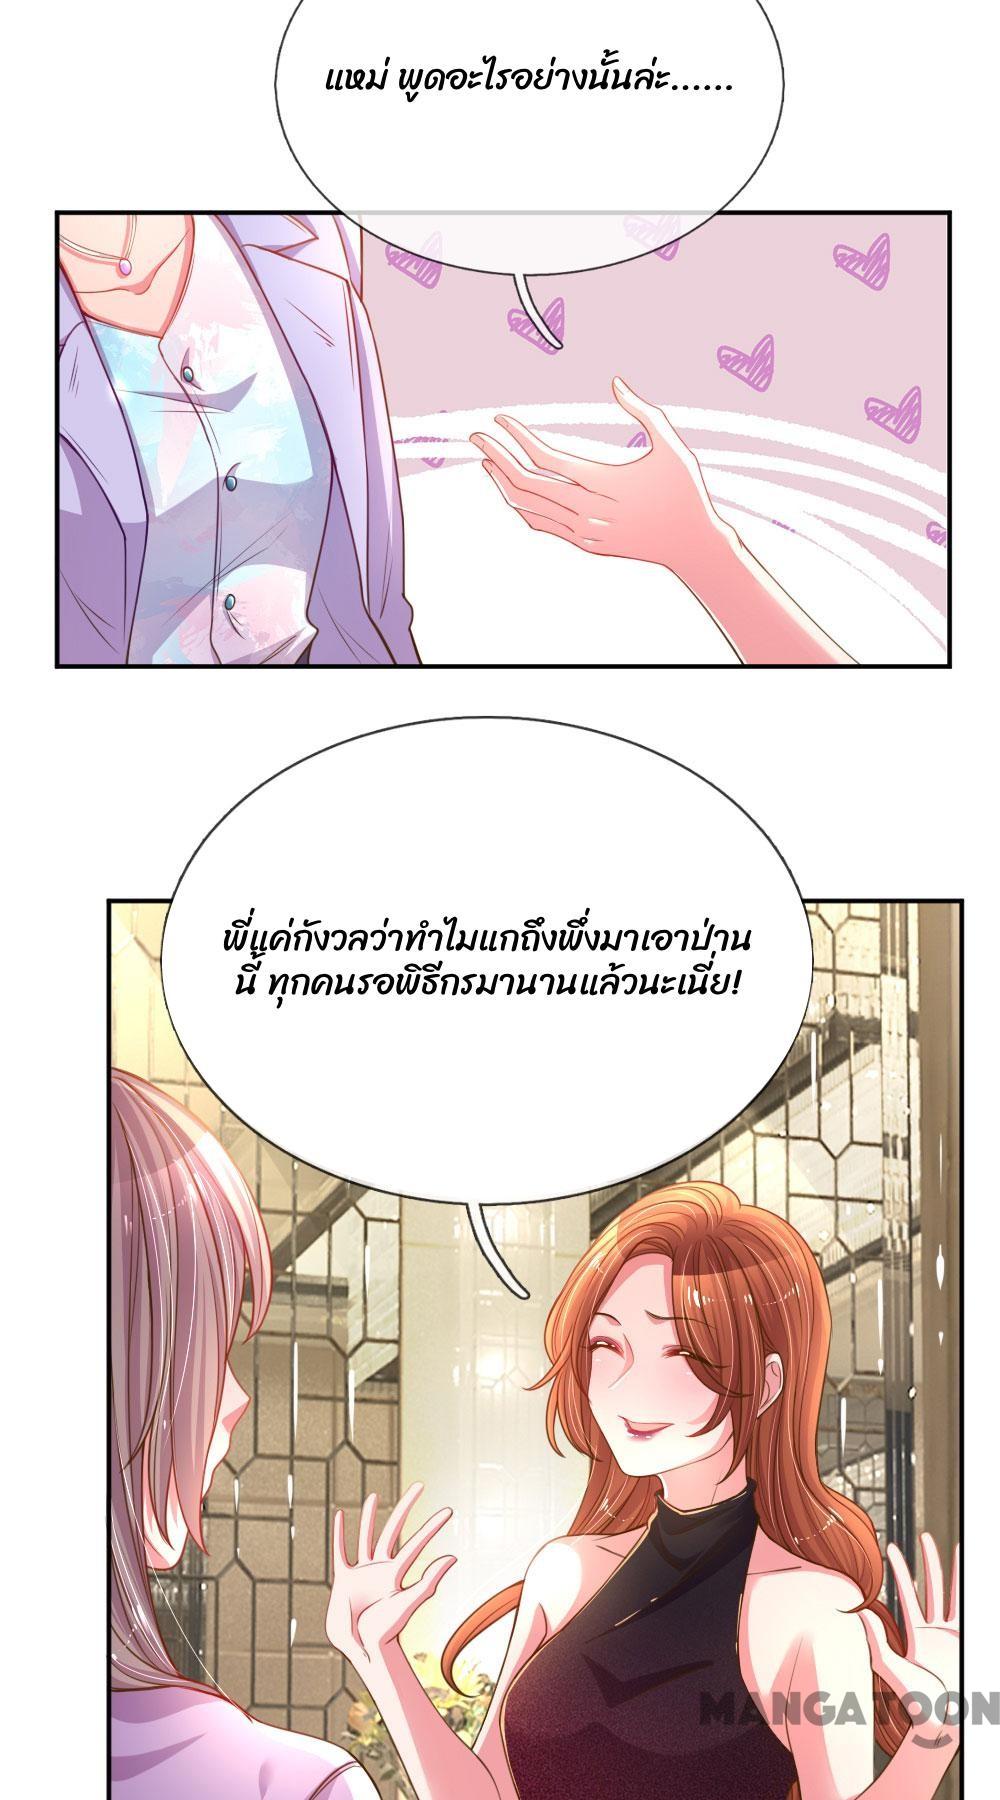 แหม่ พูดอะไรอย่างนั้นล่ะ......
พี่แค่กังวลว่าทำไมแกถึงพึ่งมาเอาป่าน
นี้ ทุกคนรอพิธีกรมานานแล้วนะเนี่ย!
MANGATOON